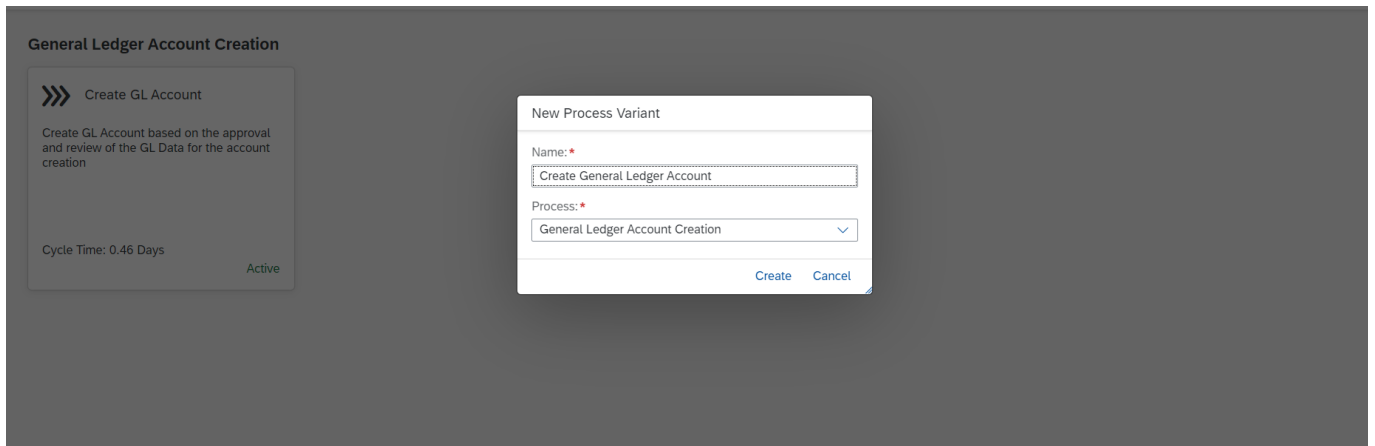 General Ledger Account Creation
Create GL Account
Create GL Account based on the approval
and review of the GL Data for the account
creation
Cycle Time: 0.46 Days
Active
New Process Variant
Name:*
Create General Ledger Account
Process:*
General Ledger Account Creation
Create Cancel